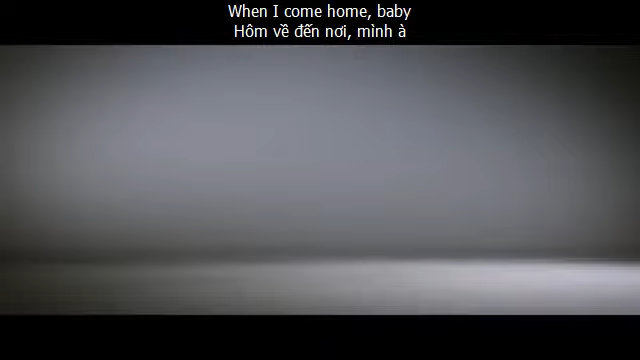 When I come home, baby
Hôm về đến nơi, mình à